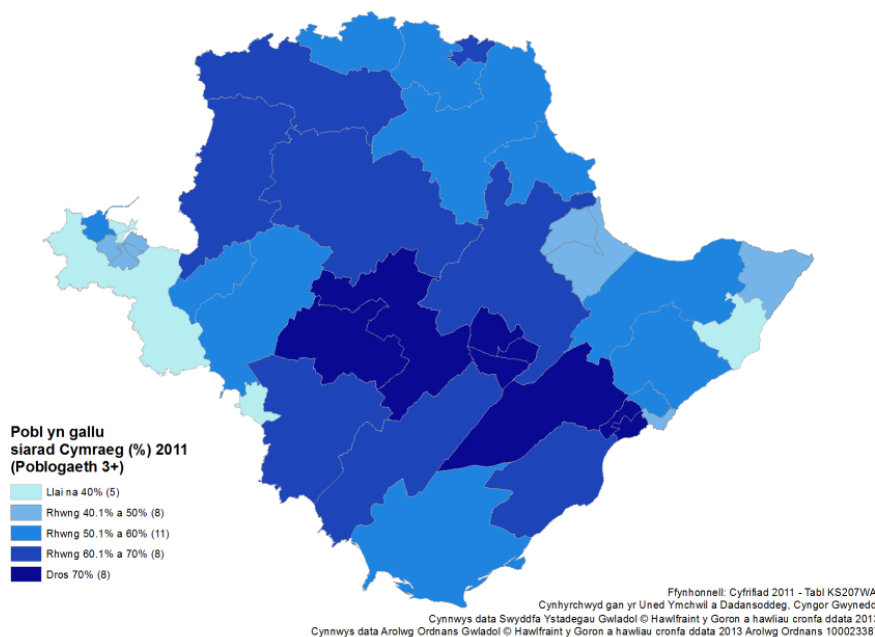 Pobl yn gallu
siarad Cymraeg (%) 2011
(Poblogaeth 3+)
Llai na 40% (5)
Rhwng 40.1% a 50% (8)
Rhwng 50.1% a 60% (11)
Rhwng 60.1% a 70% (8)
Dros 70% (8)
Ffynhonnell: Cyfrifiad 2011 - Tabl KS207WA
Cynhyrchwyd gan yr Uned Ymchwil a Dadansoddeg, Cyngor Gwynedd
Cynnwys data Swyddfa Ystadegau Gwladol © Hawlfraint y Goron a hawliau cronfa ddata 2013
Cynnwys data Arolwg Ordnans Gwladol © Hawlfraint y Goron a hawliau cronfa ddata 2013 Arolwg Ordnans 100023387